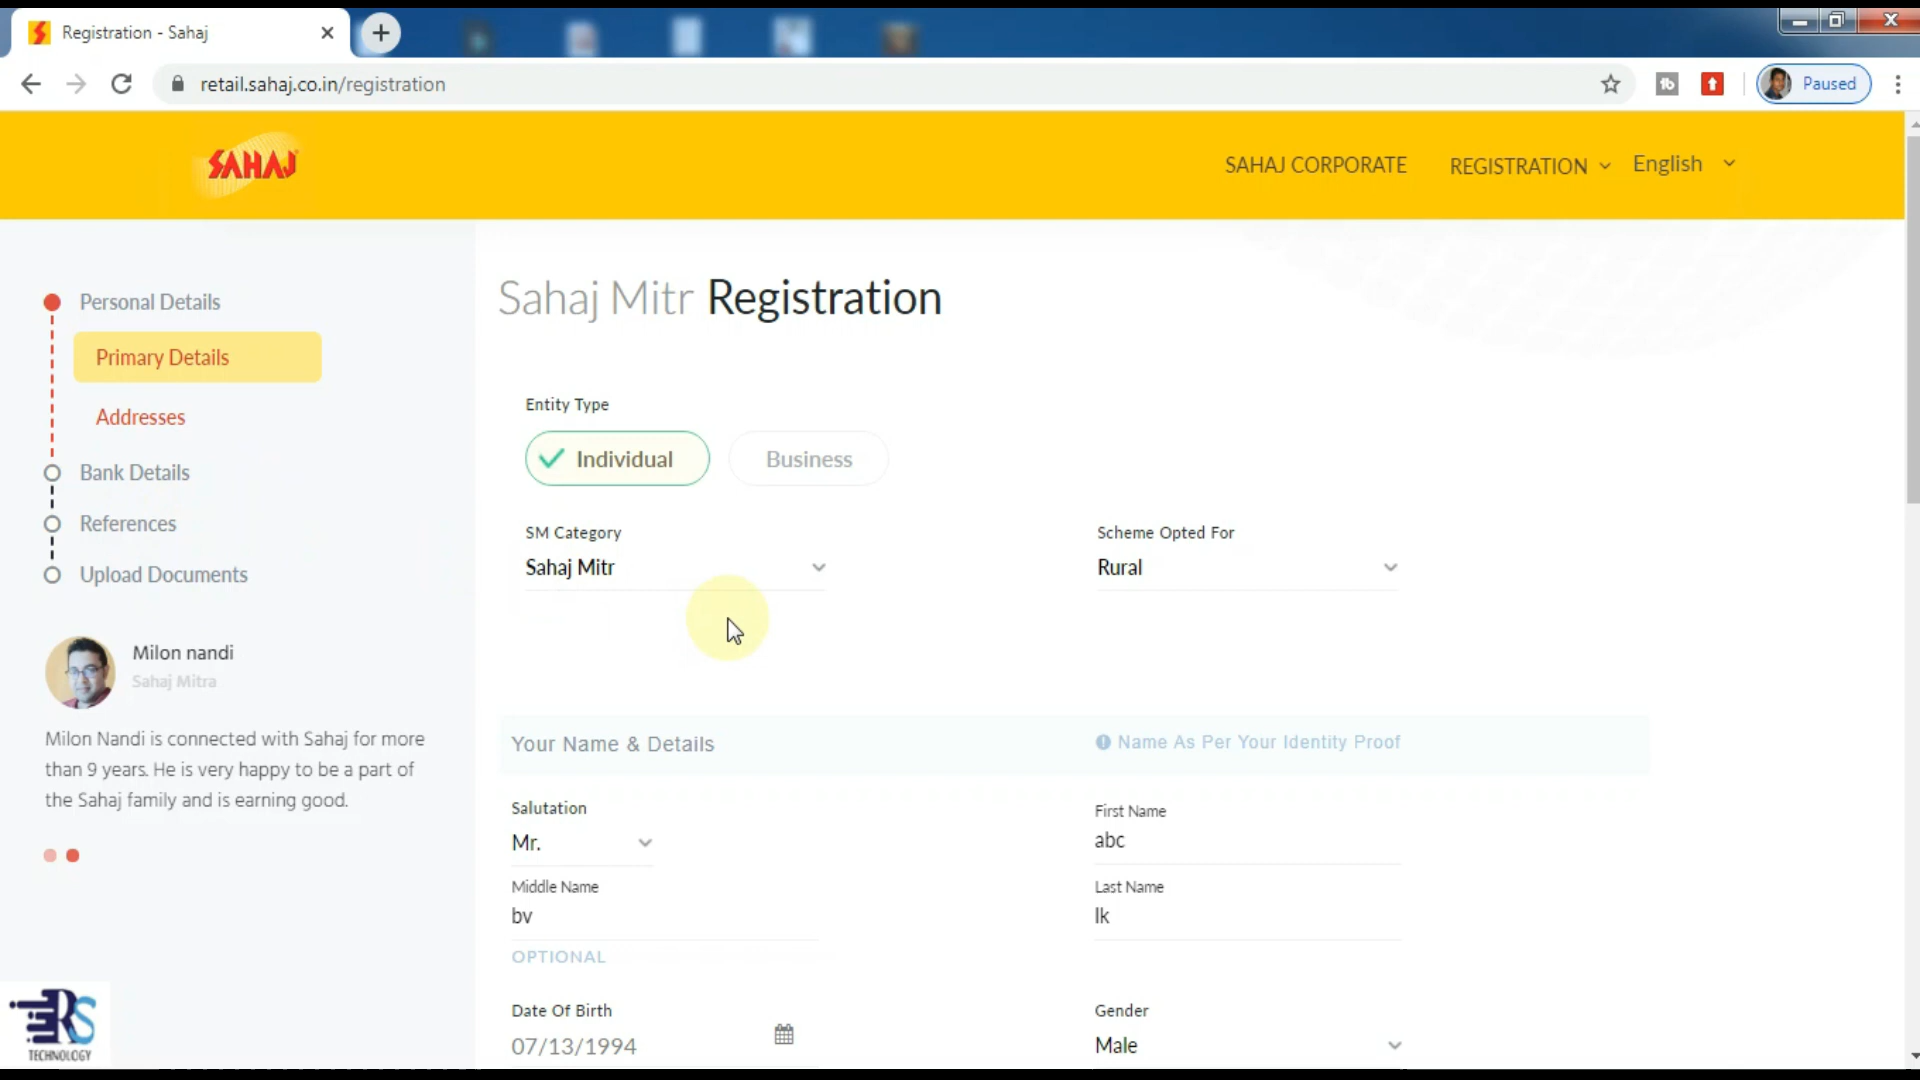 Registration - Sahaj
retail.sahaj.co.in/registration
Paused
SAHAJ
SAHAJ CORPORATE
REGISTRATION
English
Personal Details
Primary Details
Addresses
Bank Details
References
Upload Documents
Milon nandi
Sahaj Mitra
Milon Nandi is connected with Sahaj for more
than 9 years. He is very happy to be a part of
the Sahaj family and is earning good.
Sahaj Mitr Registration
Entity Type
Individual
Business
SM Category
Sahaj Mitr
Scheme Opted For
Rural
Your Name & Details
Name As Per Your Identity Proof
Salutation
Mr.
First Name
abc
Middle Name
bv
OPTIONAL
Last Name
lk
Date Of Birth
07/13/1994
Gender
Male
RS
TECHNOLOGY